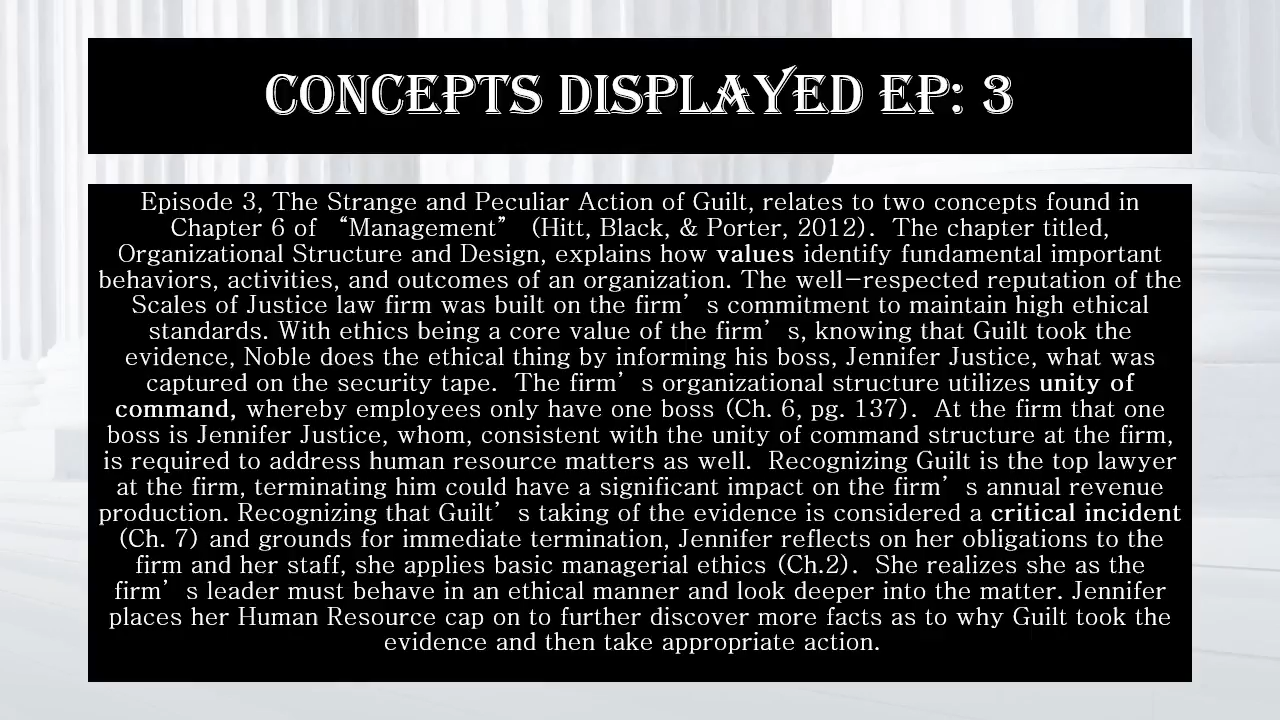 CONCEPTS DISPLAYED EP: 3
Episode 3, The Strange and Peculiar Action of Guilt, relates to two concepts found in
Chapter 6 of “Management” (Hitt, Black, & Porter, 2012).  The chapter titled,
Organizational Structure and Design, explains how values identify fundamental important
behaviors, activities, and outcomes of an organization. The well-respected reputation of the
Scales of Justice law firm was built on the firm’s commitment to maintain high ethical
standards. With ethics being a core value of the firm’s, knowing that Guilt took the
evidence, Noble does the ethical thing by informing his boss, Jennifer Justice, what was
captured on the security tape.  The firm’s organizational structure utilizes unity of
command, whereby employees only have one boss (Ch. 6, pg. 137).  At the firm that one
boss is Jennifer Justice, whom, consistent with the unity of command structure at the firm,
is required to address human resource matters as well.  Recognizing Guilt is the top lawyer
at the firm, terminating him could have a significant impact on the firm’s annual revenue
production. Recognizing that Guilt’s taking of the evidence is considered a critical incident
(Ch. 7) and grounds for immediate termination, Jennifer reflects on her obligations to the
firm and her staff, she applies basic managerial ethics (Ch.2).  She realizes she as the
firm’s leader must behave in an ethical manner and look deeper into the matter. Jennifer
places her Human Resource cap on to further discover more facts as to why Guilt took the
evidence and then take appropriate action.